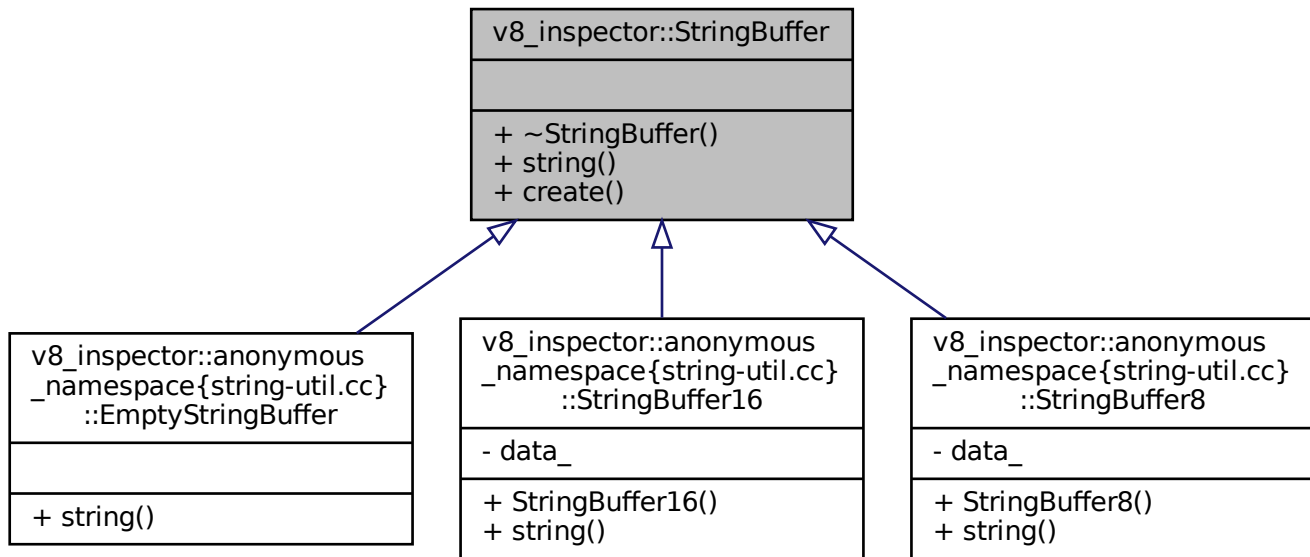 v8_inspector::StringBuffer
+ ~StringBuffer()
+ string()
+ create()
v8_inspector::anonymous
_namespace{string-util.cc}
::EmptyStringBuffer
+ string()
v8_inspector::anonymous
_namespace{string-util.cc}
::StringBuffer16
- data_
+ StringBuffer16()
+ string()
v8_inspector::anonymous
_namespace{string-util.cc}
::StringBuffer8
- data_
+ StringBuffer8()
+ string()